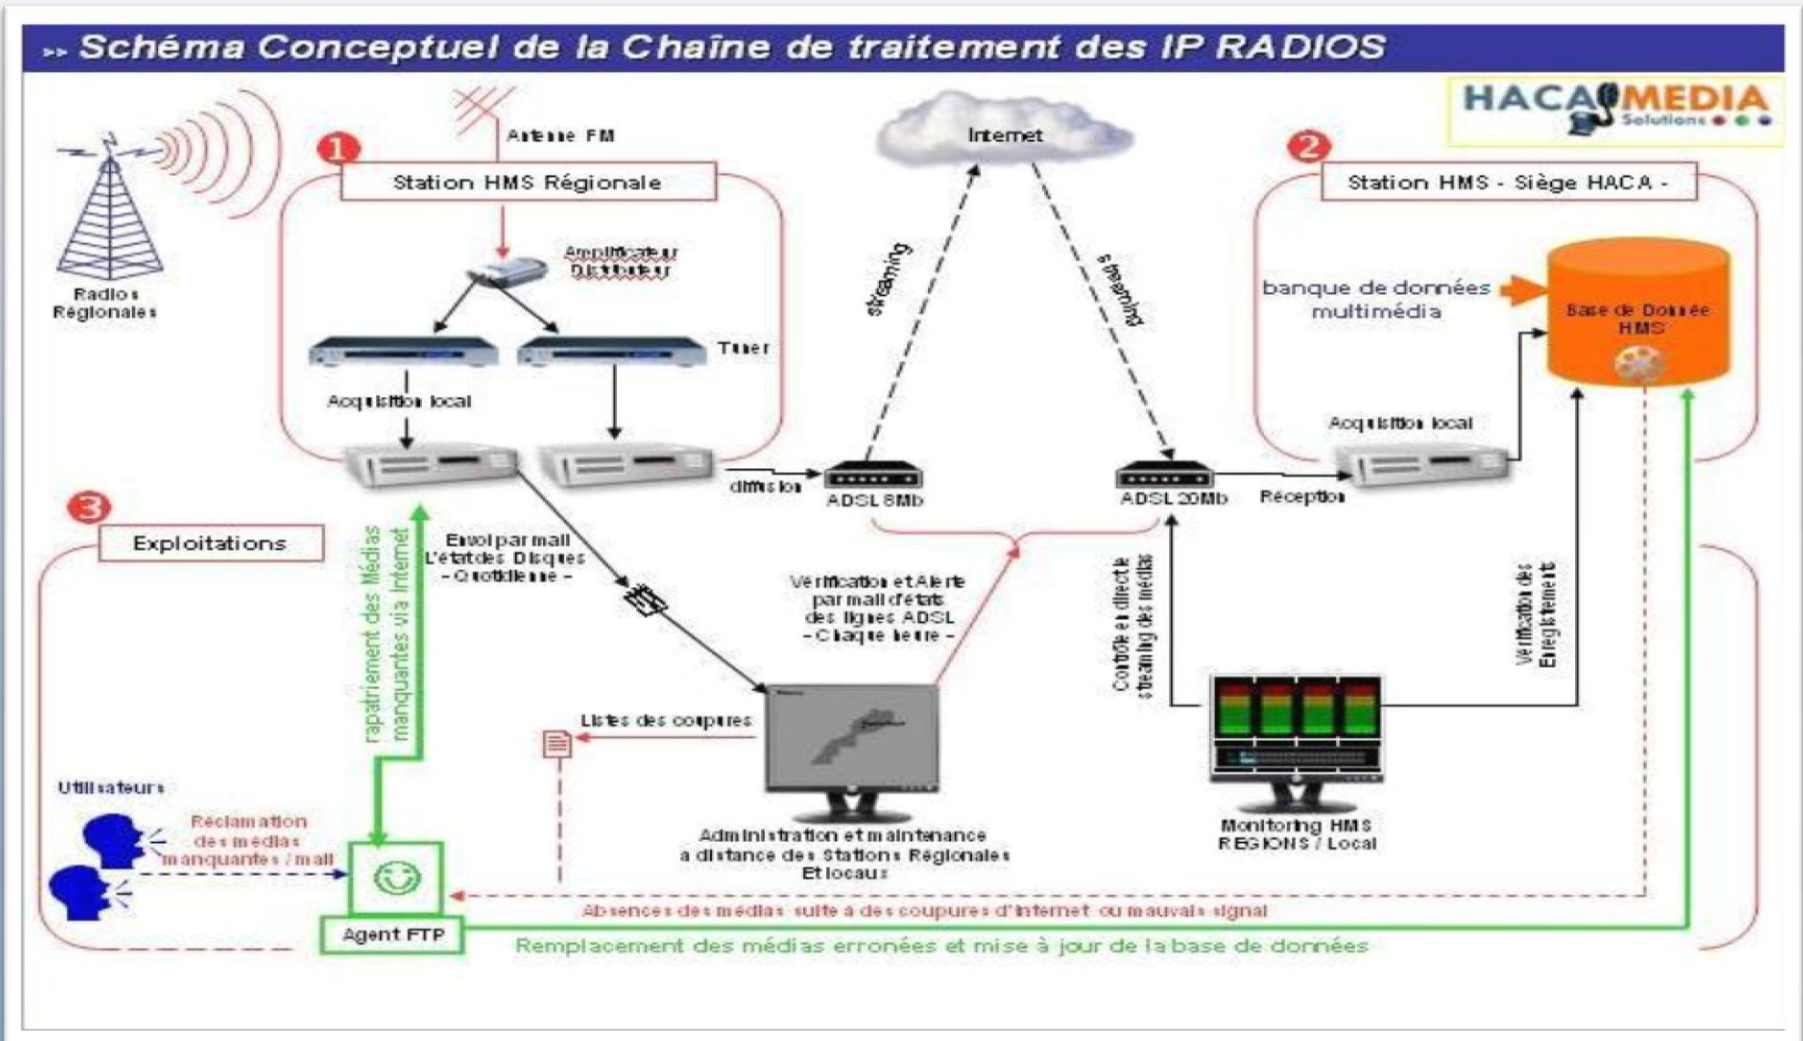 >> Schéma Conceptuel de la Chaîne de traitement des IP RADIOS
HACA MEDIA
Solutions
1
Antenne FM
Station HMS Régionale
Internet
2
Station HMS - Siège HACA -
Radios
Régionales
Amplificateur
Distributeur
Tuner
Acquisition local
streaming
streaming
banque de données
multimédia
Base de Donnée
HMS
Acquisition local
diffusion
ADSL 8Mb
ADSL 20Mb
Réception
3
Exploitations
rapatriement des Médias
manquantes via Internet
Envoi par mail
L'état des Disques
- Quotidienne -
Vérification et Alerte
par mail d'états
des lignes ADSL
- Chaque heure -
Contrôle en directe
streaming des médias
Vérification des
Enregistrement
Listes des coupures
Utilisateurs
Réclamation
des médias
manquantes / mail
Administration et maintenance
a distance des Stations Régionales
Et locaux
Monitoring HMS
REGIONS / Local
Agent FTP
Absences des médias suite à des coupures d'Internet ou mauvais signal
Remplacement des médias erronées et mise à jour de la base de données